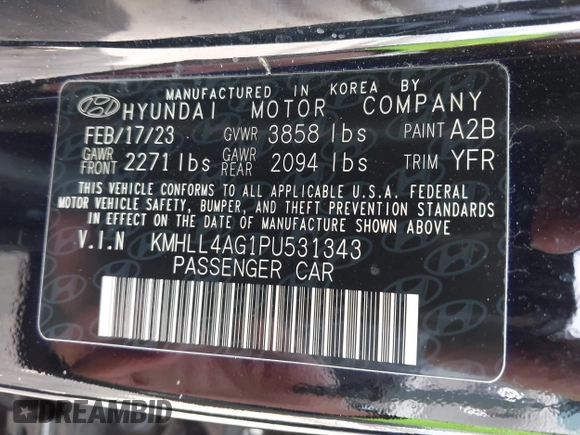 MANUFACTURED IN KOREA BY
HYUNDAI MOTOR COMPANY
FEB/17/23 GVWR 3858 lbs PAINT A2B
GAWR FRONT 2271 lbs GAWR REAR 2094 lbs TRIM YFR
THIS VEHICLE CONFORMS TO ALL APPLICABLE U.S.A. FEDERAL
MOTOR VEHICLE SAFETY, BUMPER, AND THEFT PREVENTION STANDARDS
IN EFFECT ON THE DATE OF MANUFACTURE SHOWN ABOVE.
V.I.N KMHLL4AG1PU531343
PASSENGER CAR
DREAMBID